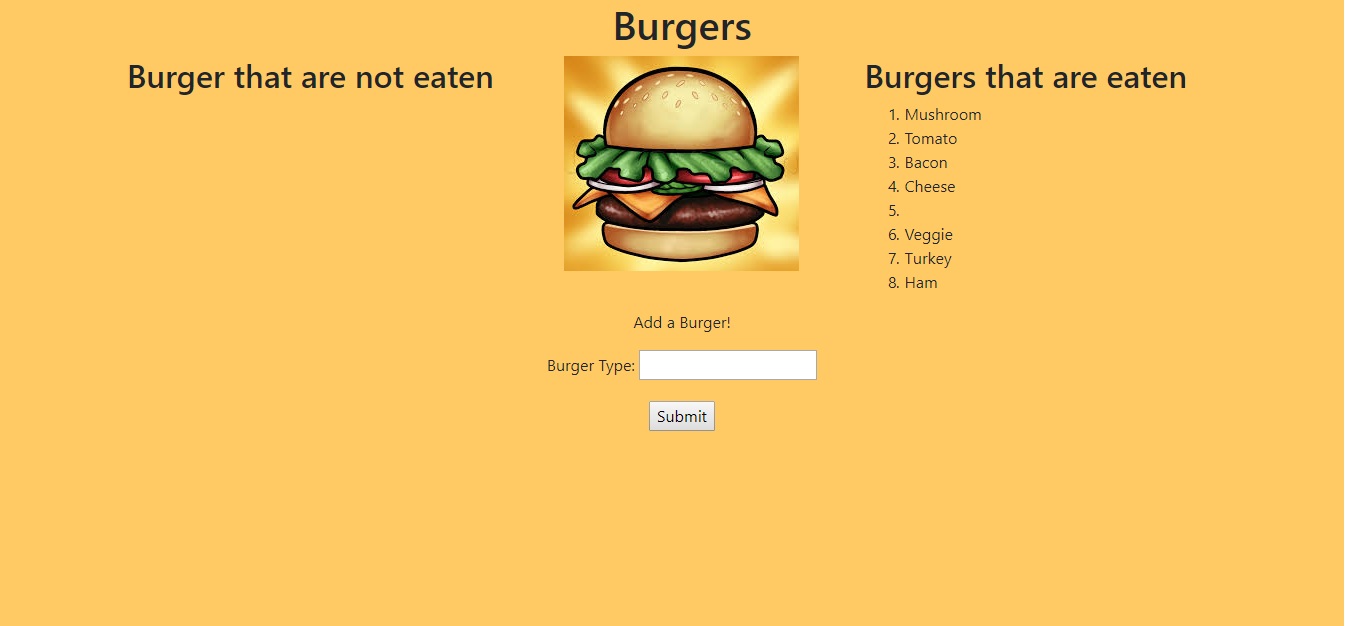 Burgers
Burger that are not eaten
Burgers that are eaten
1. Mushroom
2. Tomato
3. Bacon
4. Cheese
5.
6. Veggie
7. Turkey
8. Ham
Add a Burger!
Burger Type:
Submit